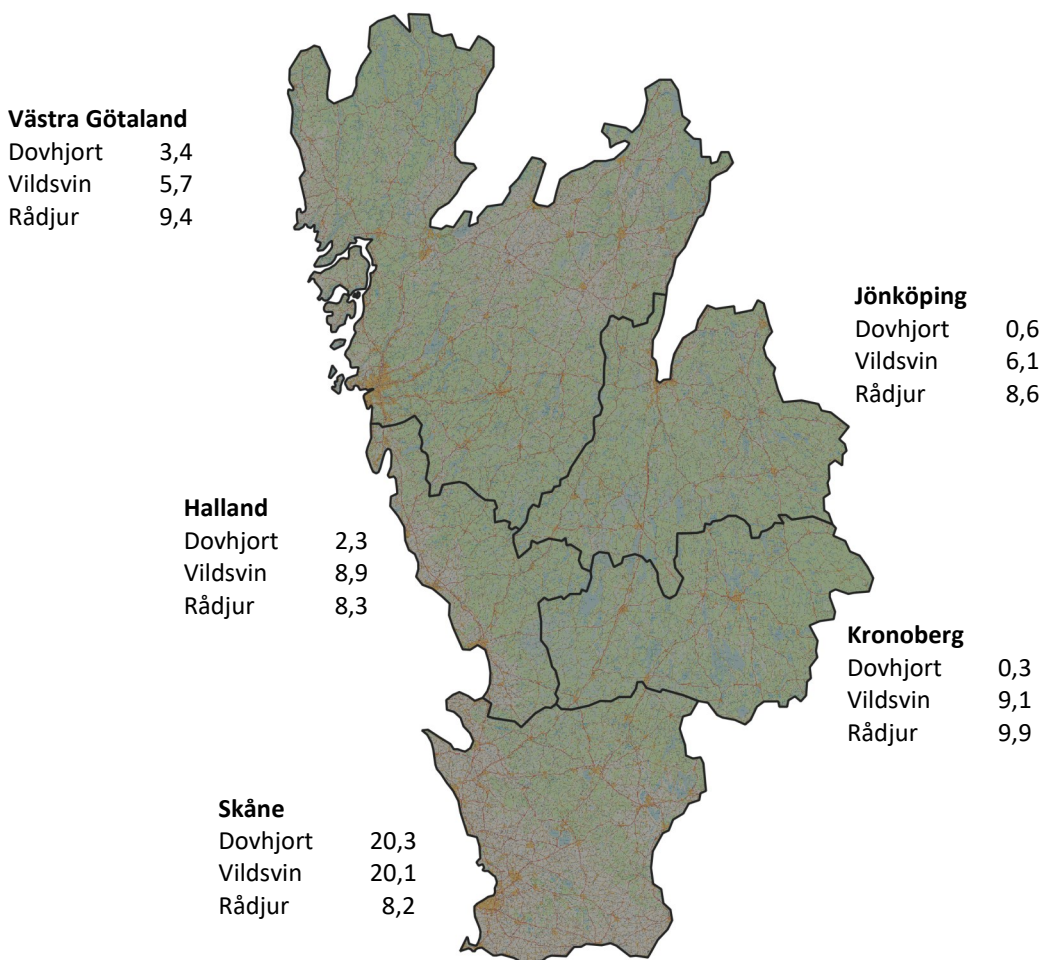 Västra Götaland
Dovhjort 3,4
Vildsvin 5,7
Rådjur 9,4
Jönköping
Dovhjort 0,6
Vildsvin 6,1
Rådjur 8,6
Halland
Dovhjort 2,3
Vildsvin 8,9
Rådjur 8,3
Kronoberg
Dovhjort 0,3
Vildsvin 9,1
Rådjur 9,9
Skåne
Dovhjort 20,3
Vildsvin 20,1
Rådjur 8,2